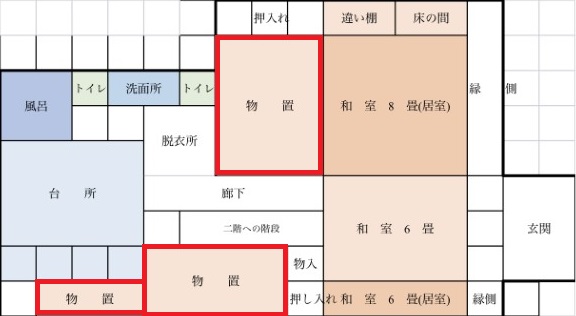 押入れ 違い棚 床の間
風呂 トイレ 洗面所 トイレ 物 置 和 室 8 畳(居室) 縁 側
脱衣所
台 所 廊下
二階への階段 和 室 6 畳 玄関
物 置 物入
物 置 押し入れ 和 室 6 畳(居室) 縁側